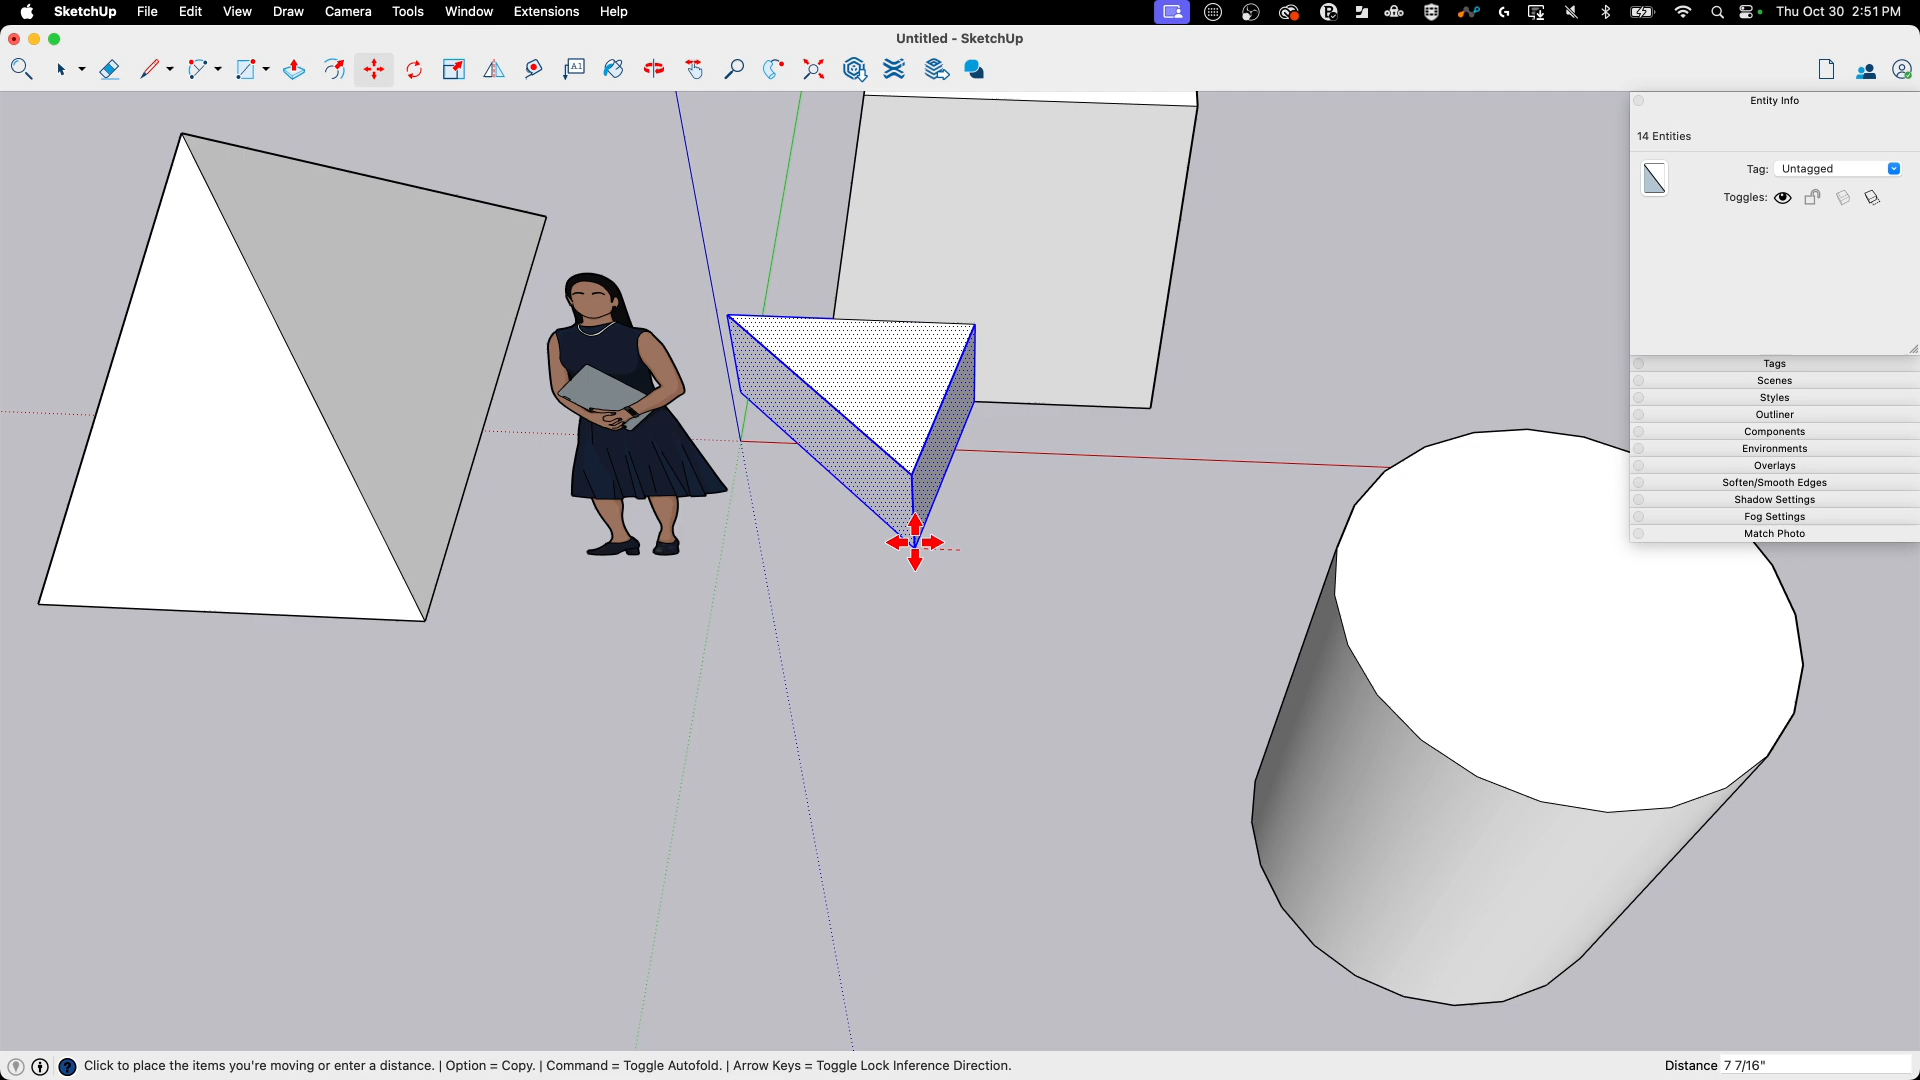 SketchUp File Edit View Draw Camera Tools Window Extensions Help Thu Oct 30 2:51 PM
Untitled - SketchUp
A1
Entity Info
14 Entities
Tag: Untagged
Toggles:
Tags
Scenes
Styles
Outliner
Components
Environments
Overlays
Soften/Smooth Edges
Shadow Settings
Fog Settings
Match Photo
Click to place the items you're moving or enter a distance. | Option = Copy. | Command = Toggle Autofold. | Arrow Keys = Toggle Lock Inference Direction. Distance 7 7/16"